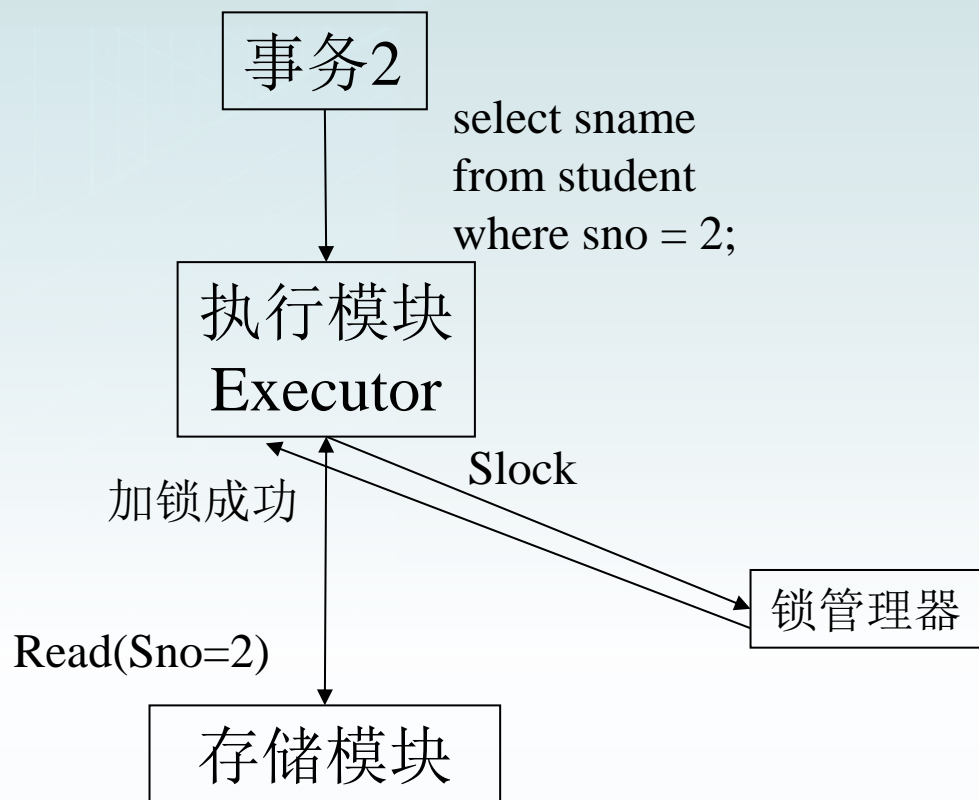 事务2
select sname
from student
where sno = 2;
执行模块
Executor
Slock
加锁成功
锁管理器
Read(Sno=2)
存储模块